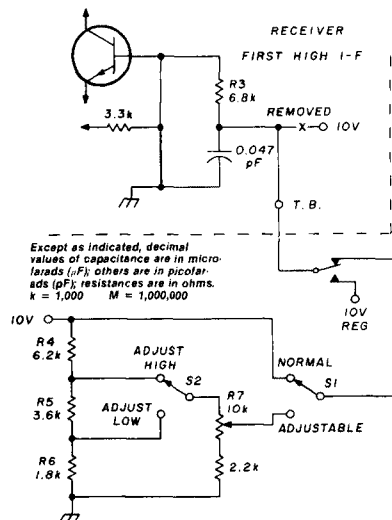 RECEIVER
FIRST HIGH I-F
R3
6.8k
REMOVED
3.3k
X
10V
0.047
pF
T.B.
Except as indicated, decimal
values of capacitance are in micro-
farads (µF); others are in picofar-
ads (pF); resistances are in ohms.
k = 1,000 M = 1,000,000
10V
REG
10V
R4
6.2k
ADJUST
HIGH
NORMAL
S2
S1
R5
3.6k
R7
10k
ADJUST
LOW
ADJUSTABLE
R6
1.8k
2.2k